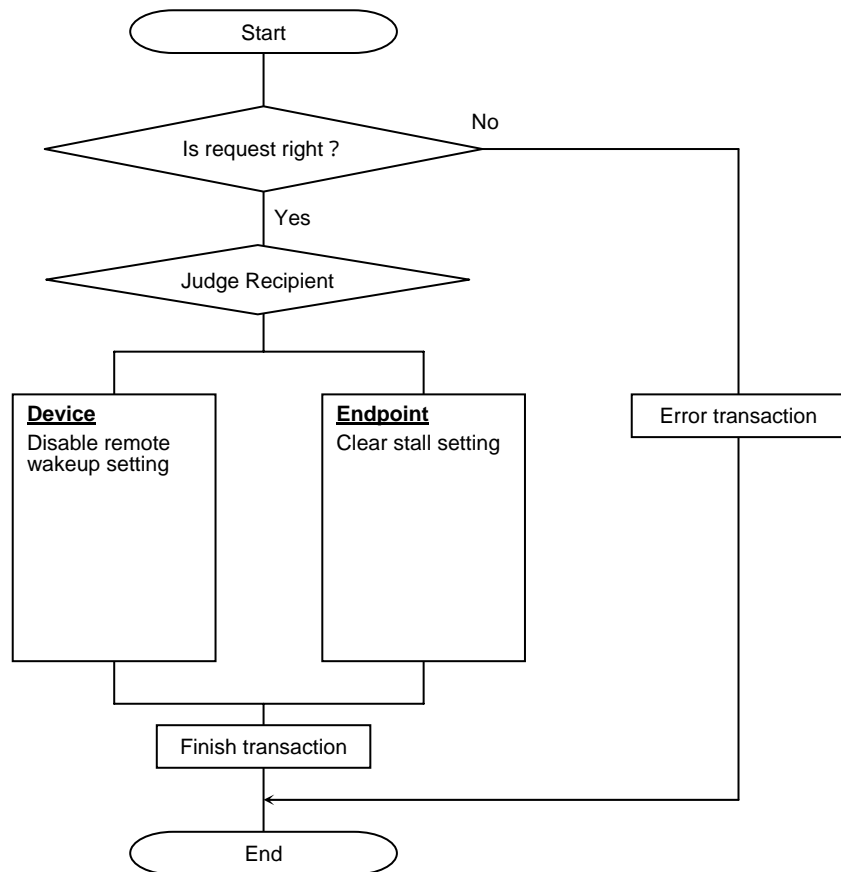 Start
No
Is request right ?
Yes
Judge Recipient
Device
Disable remote
wakeup setting
Endpoint
Clear stall setting
Error transaction
Finish transaction
End